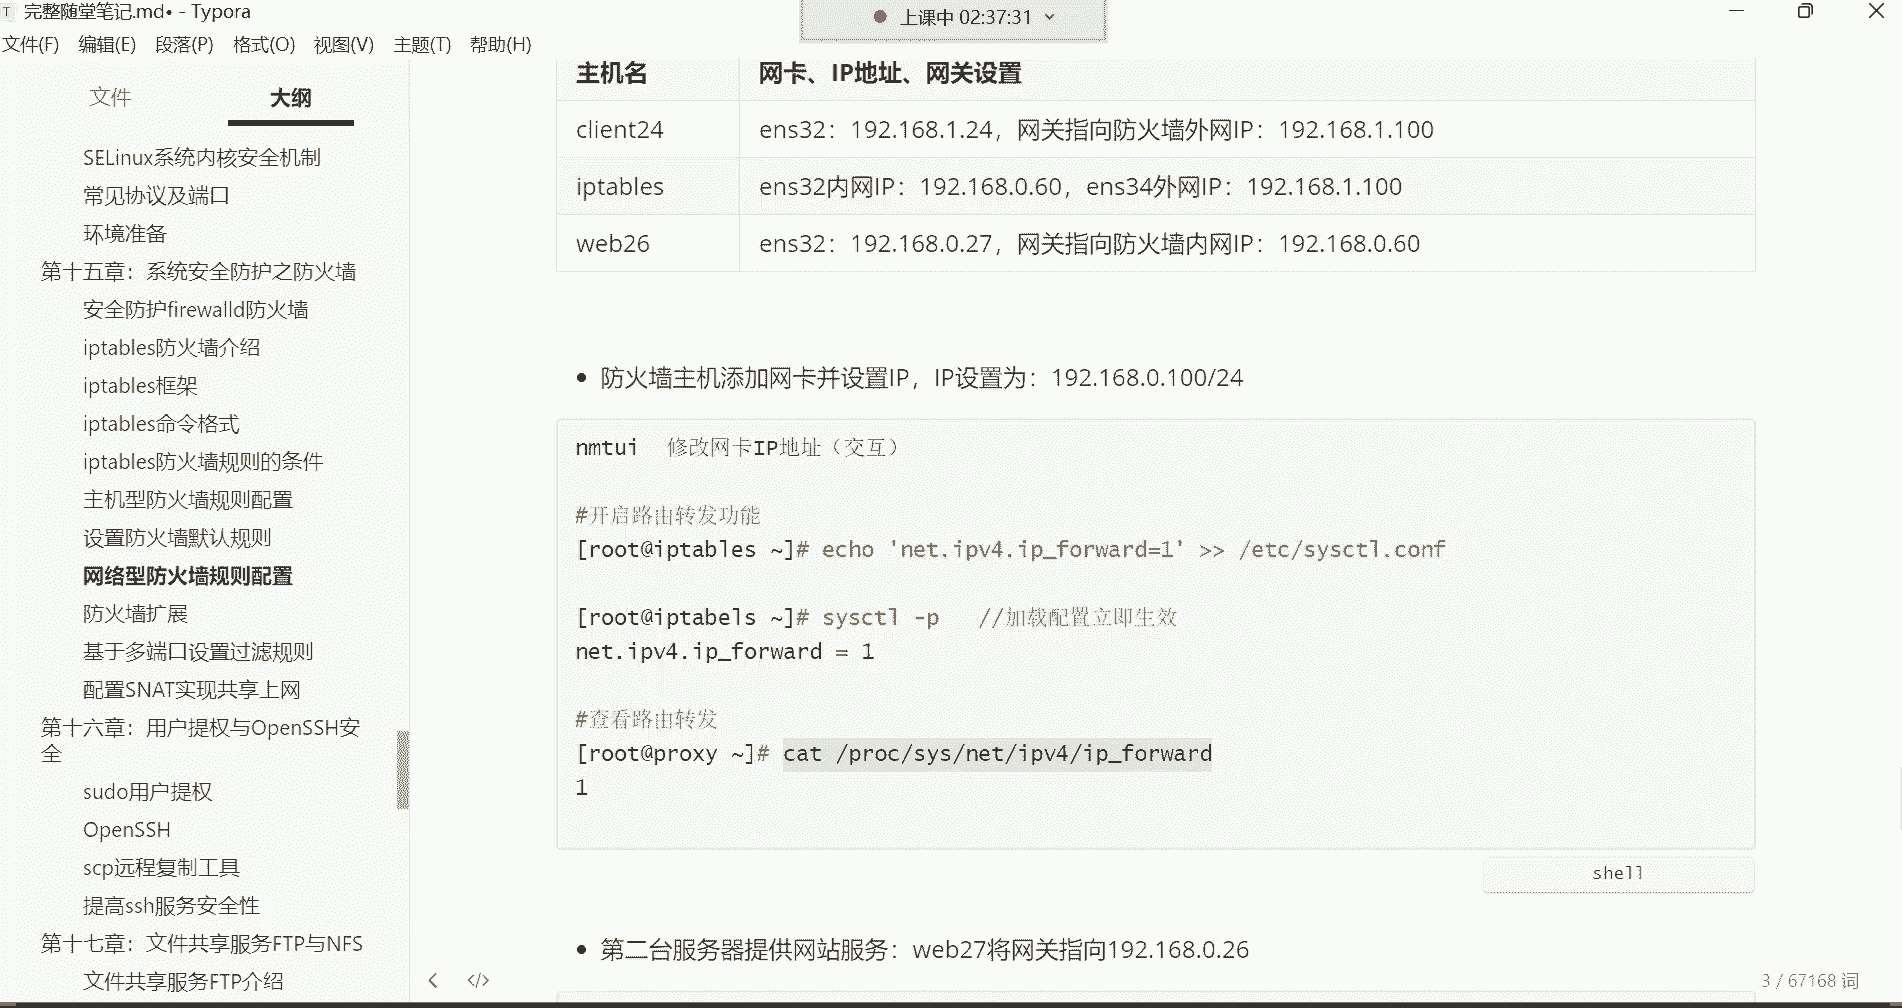 完整随堂笔记.md• - Typora
上课中 02:37:31
文件(F) 编辑(E) 段落(P) 格式(O) 视图(V) 主题(T) 帮助(H)
文件 大纲
SELinux系统内核安全机制
常见协议及端口
环境准备
第十五章：系统安全防护之防火墙
安全防护firewalld防火墙
iptables防火墙介绍
iptables框架
iptables命令格式
iptables防火墙规则的条件
主机型防火墙规则配置
设置防火墙默认规则
网络型防火墙规则配置
防火墙扩展
基于多端口设置过滤规则
配置SNAT实现共享上网
第十六章：用户提权与OpenSSH安
全
sudo用户提权
OpenSSH
scp远程复制工具
提高ssh服务安全性
第十七章：文件共享服务FTP与NFS
文件共享服务FTP介绍
主机名 网卡、IP地址、网关设置
client24 ens32：192.168.1.24，网关指向防火墙外网IP：192.168.1.100
iptables ens32内网IP：192.168.0.60，ens34外网IP：192.168.1.100
web26 ens32：192.168.0.27，网关指向防火墙内网IP：192.168.0.60
• 防火墙主机添加网卡并设置IP，IP设置为：192.168.0.100/24
nmtui 修改网卡IP地址（交互）
#开启路由转发功能
[root@iptables ~]# echo 'net.ipv4.ip_forward=1' >> /etc/sysctl.conf
[root@iptabels ~]# sysctl -p //加载配置立即生效
net.ipv4.ip_forward = 1
#查看路由转发
[root@proxy ~]# cat /proc/sys/net/ipv4/ip_forward
1
shell
• 第二台服务器提供网站服务：web27将网关指向192.168.0.26
3 / 67168 词